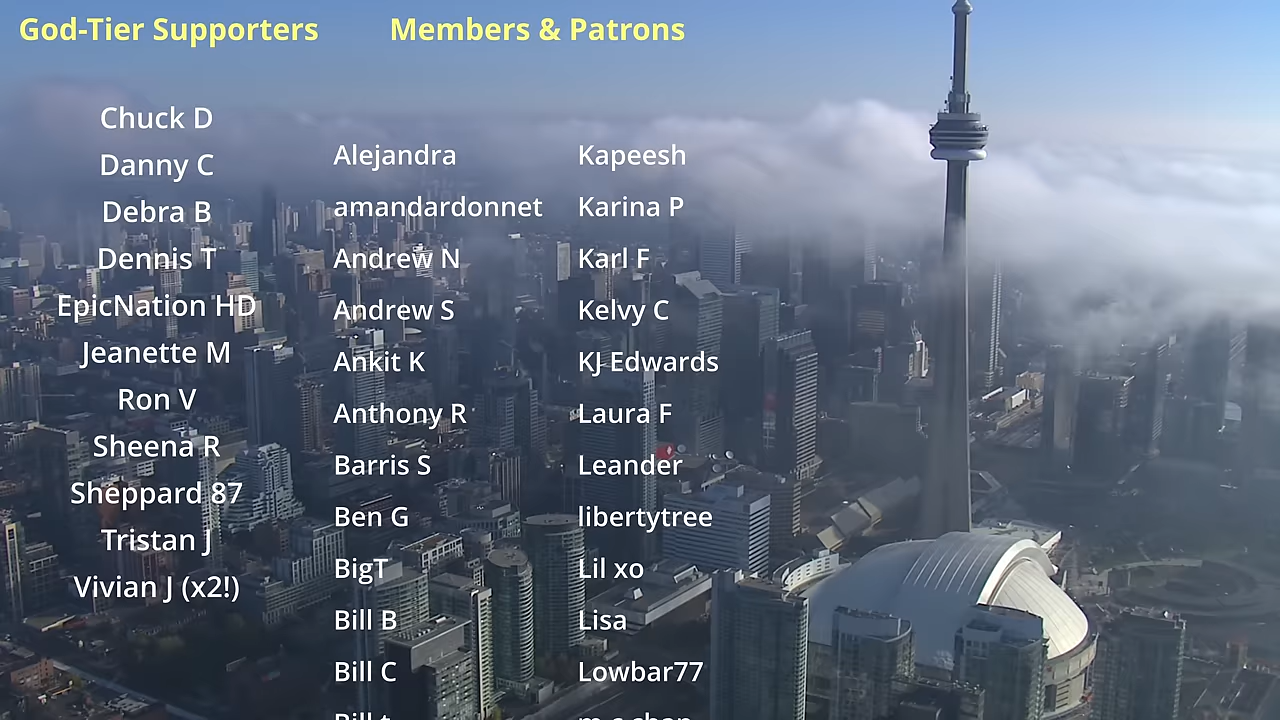 God-Tier Supporters
Chuck D
Danny C
Debra B
Dennis T
EpicNation HD
Jeanette M
Ron V
Sheena R
Sheppard 87
Tristan J
Vivian J (x2!)
Members & Patrons
Alejandra
amandardonnet
Andrew N
Andrew S
Ankit K
Anthony R
Barris S
Ben G
BigT
Bill B
Bill C
Kapeesh
Karina P
Karl F
Kelvy C
KJ Edwards
Laura F
Leander
libertytree
Lil xo
Lisa
Lowbar77